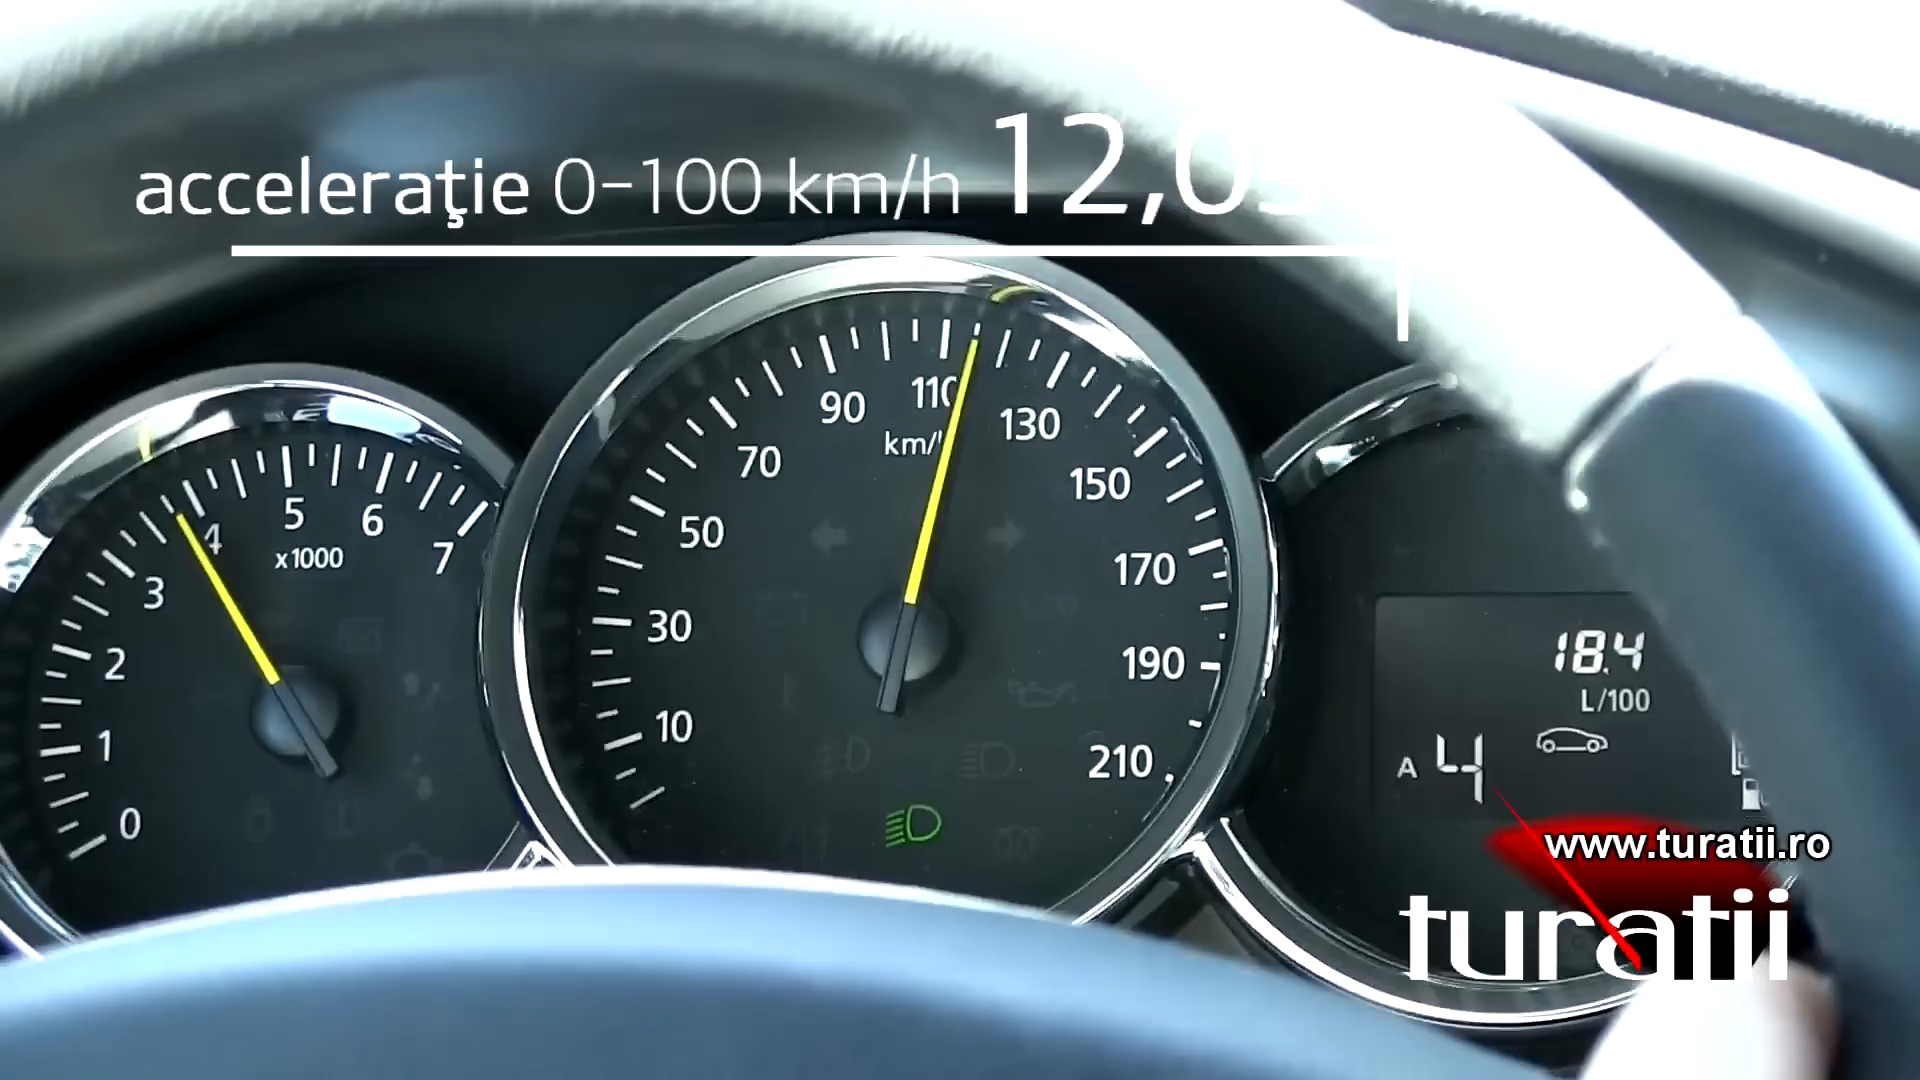 acceleraţie 0-100 km/h 12,0
0 1 2 3 4 5 6 7
x1000
10 30 50 70 90 110 130 150 170 190 210
km/
18.4
L/100
A 4
www.turatii.ro
turatii